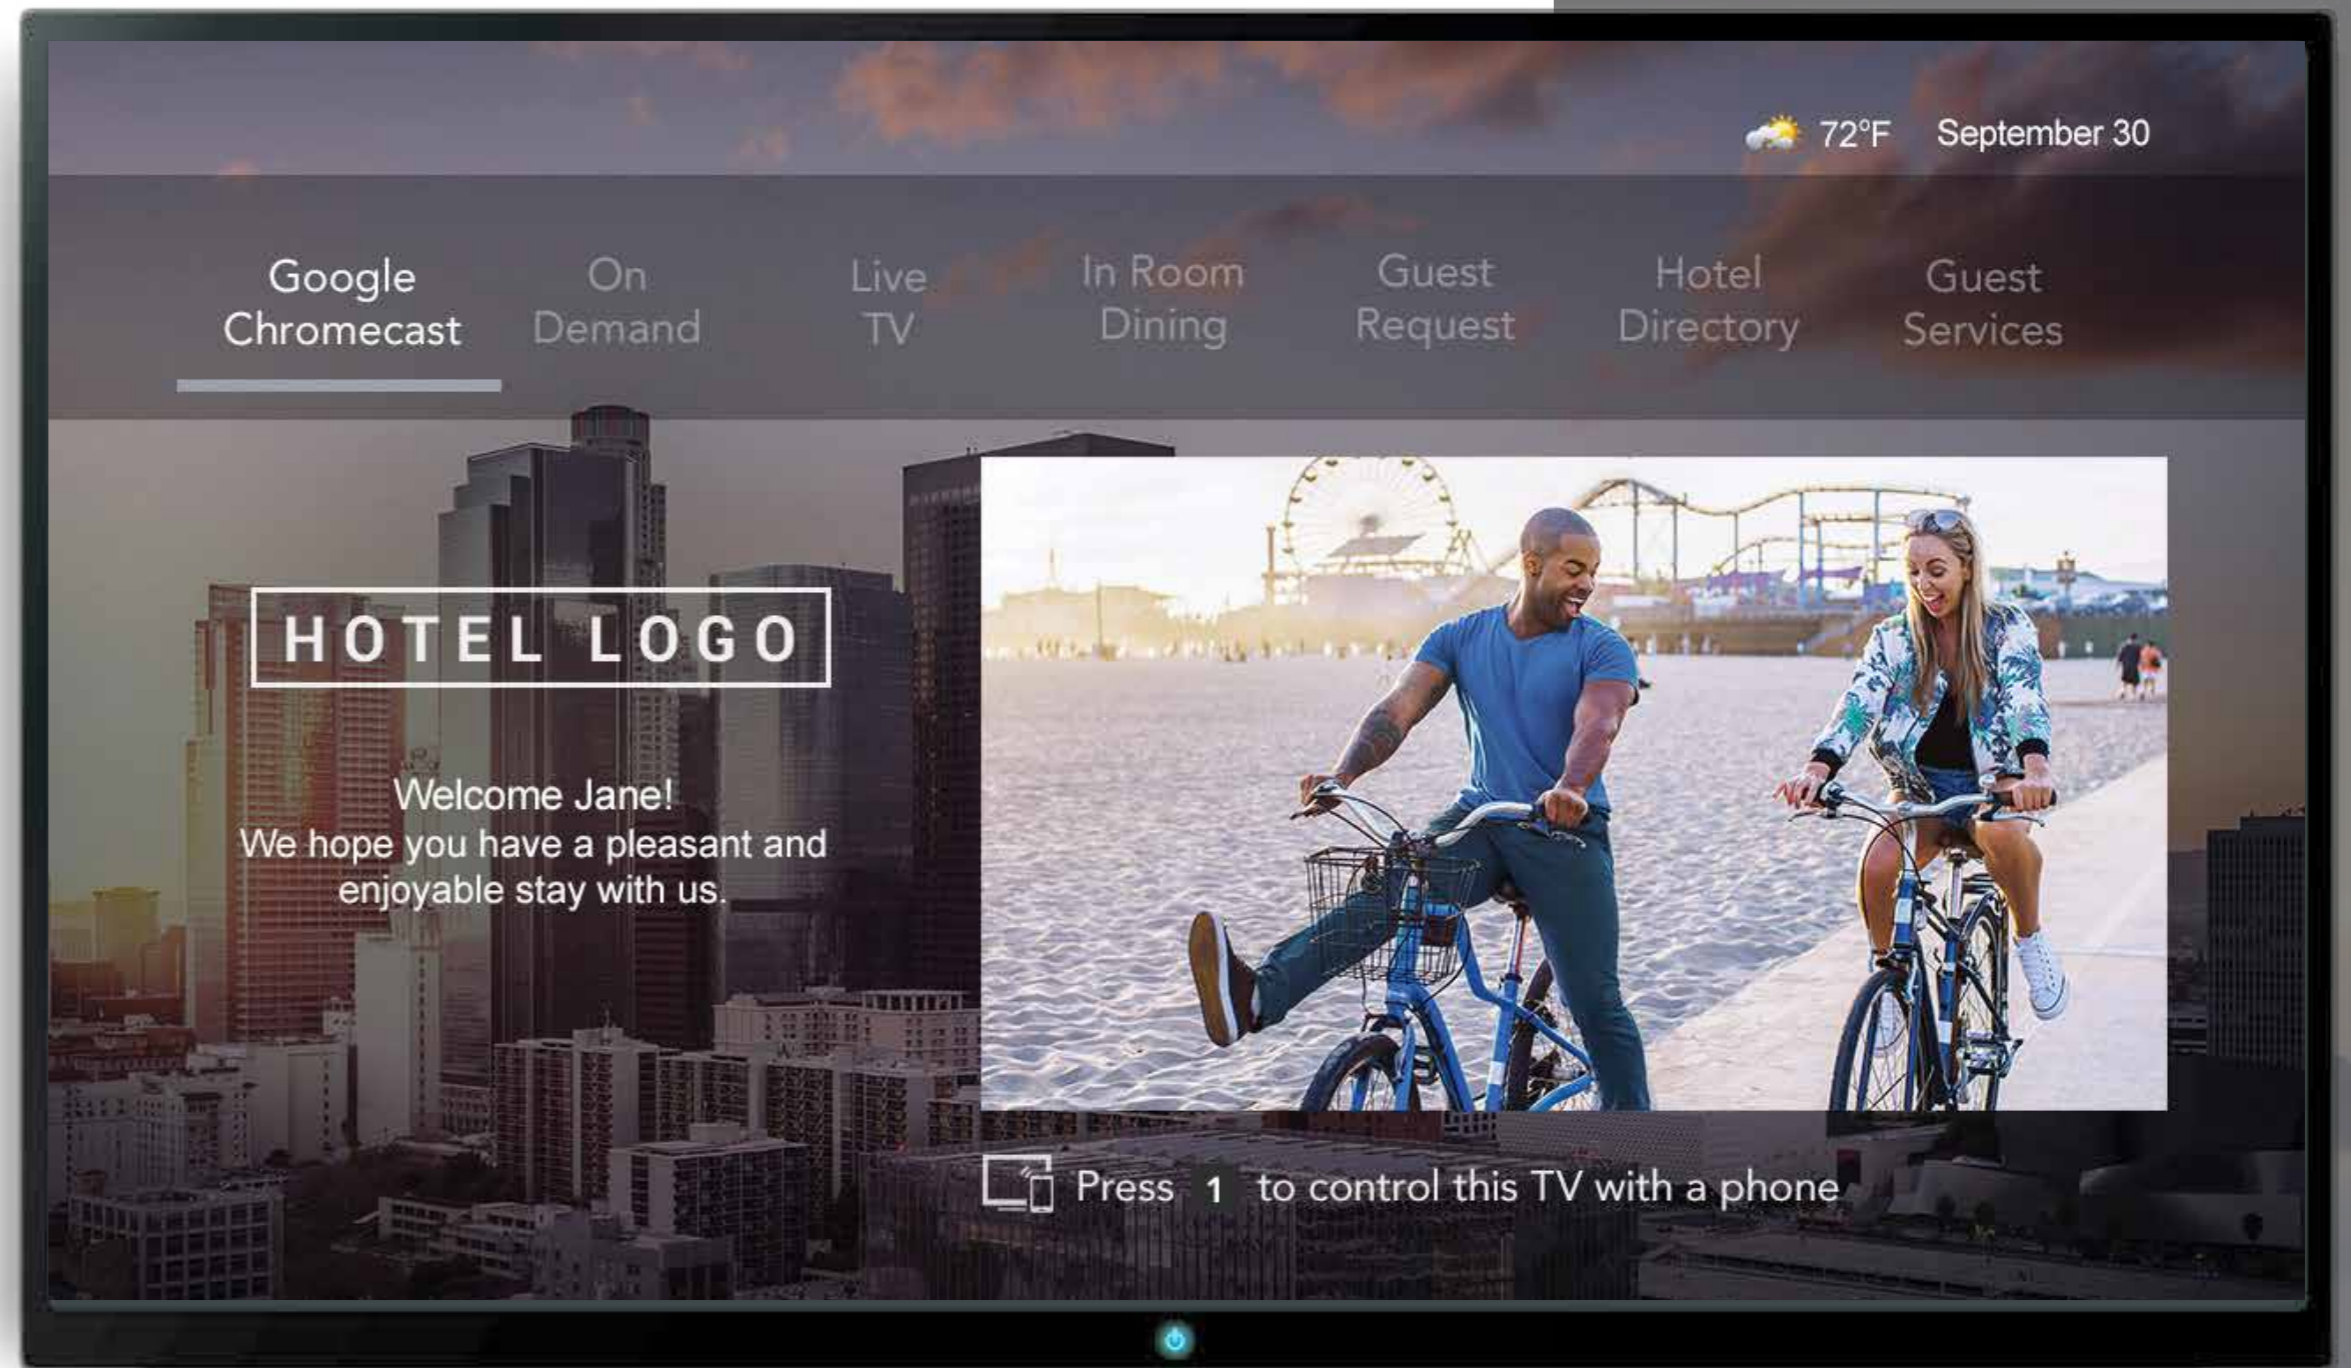 72°F September 30
Google Chromecast
On Demand
Live TV
In Room Dining
Guest Request
Hotel Directory
Guest Services
HOTEL LOGO
Welcome Jane!
We hope you have a pleasant and
enjoyable stay with us.
Press 1 to control this TV with a phone